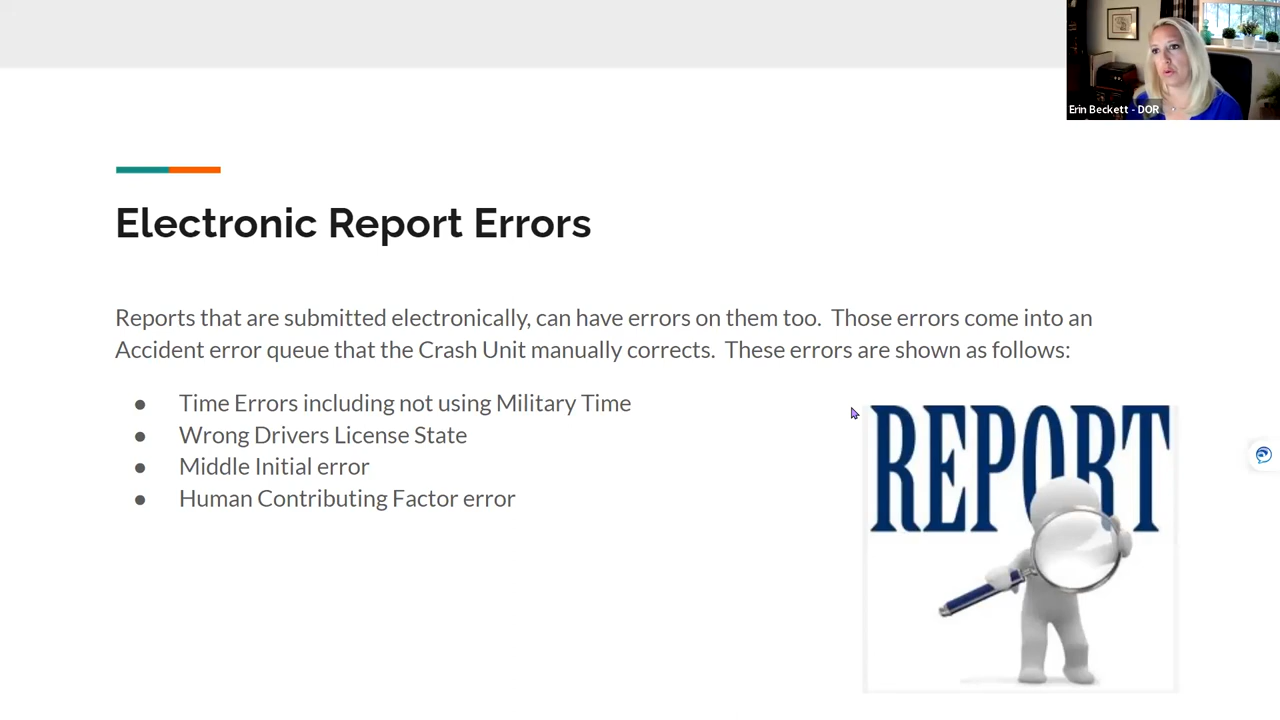 Erin Beckett - DOR
Electronic Report Errors
Reports that are submitted electronically, can have errors on them too. Those errors come into an
Accident error queue that the Crash Unit manually corrects. These errors are shown as follows:
● Time Errors including not using Military Time
● Wrong Drivers License State
● Middle Initial error
● Human Contributing Factor error
REPORT